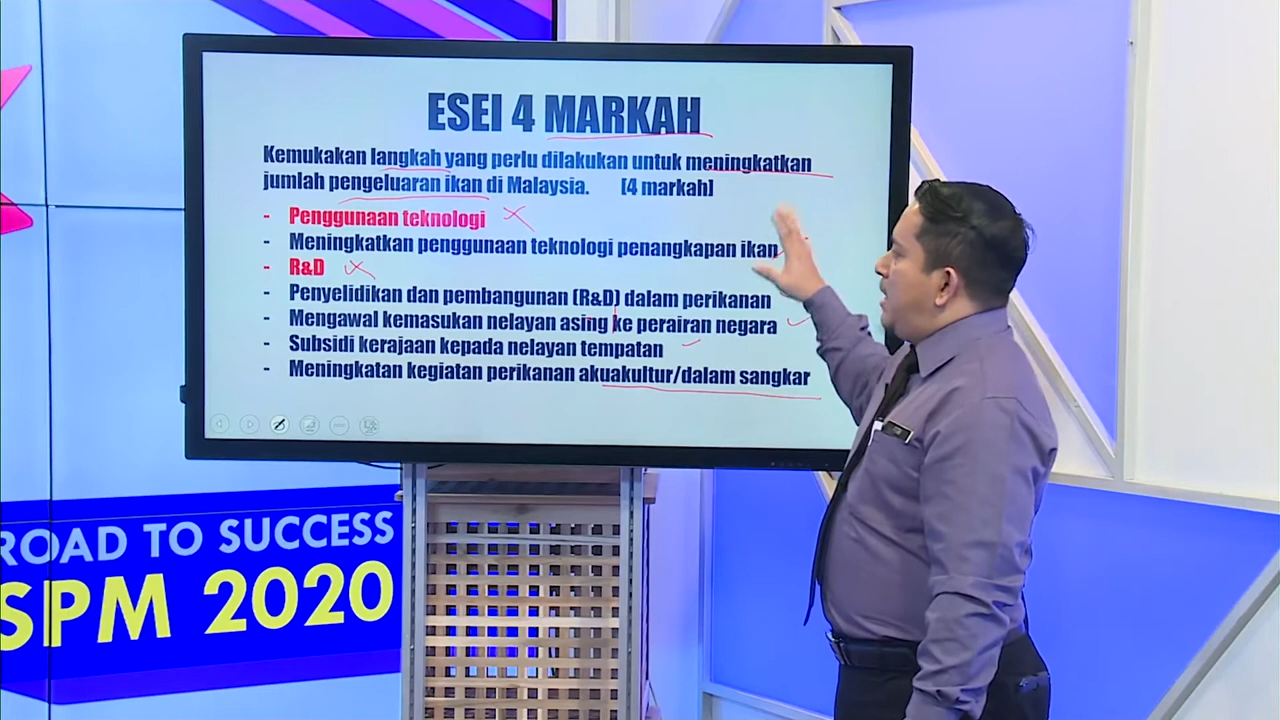 ESEI 4 MARKAH
Kemukakan langkah yang perlu dilakukan untuk meningkatkan
jumlah pengeluaran ikan di Malaysia. [4 markah]
- Penggunaan teknologi
- Meningkatkan penggunaan teknologi penangkapan ikan
- R&D
- Penyelidikan dan pembangunan (R&D) dalam perikanan
- Mengawal kemasukan nelayan asing ke perairan negara
- Subsidi kerajaan kepada nelayan tempatan
- Meningkatan kegiatan perikanan akuakultur/dalam sangkar
ROAD TO SUCCESS
SPM 2020